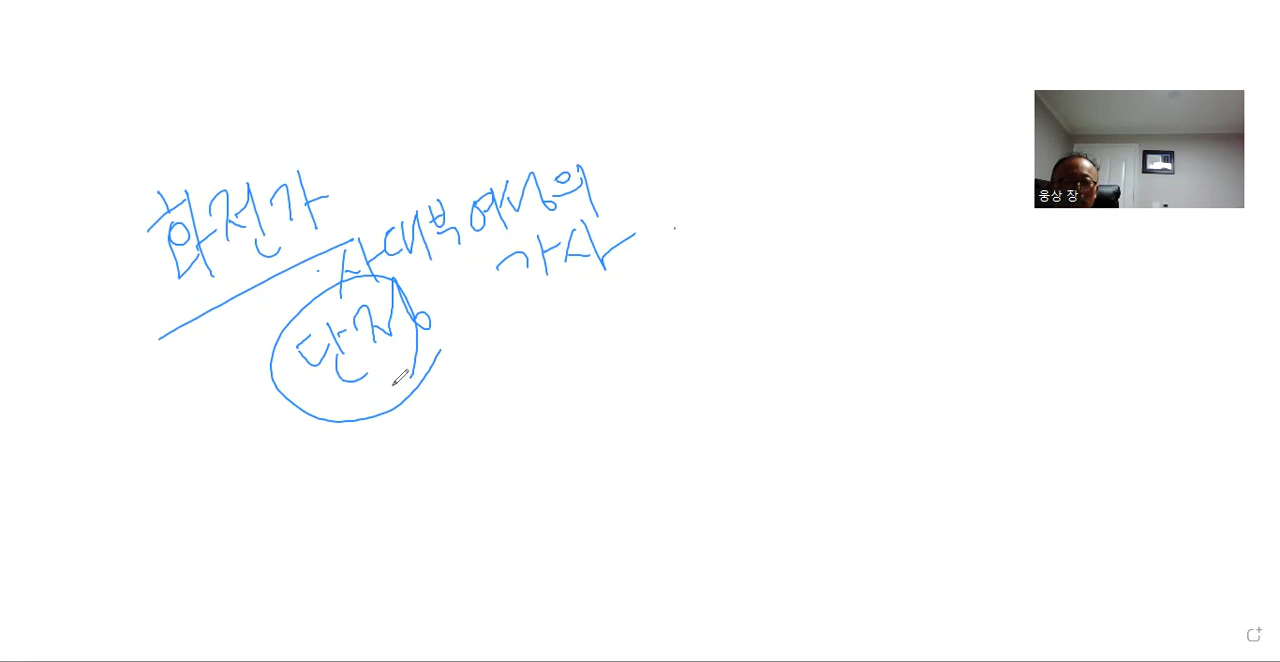 화전가
사대부 여성의
가사
단장
웅상 장